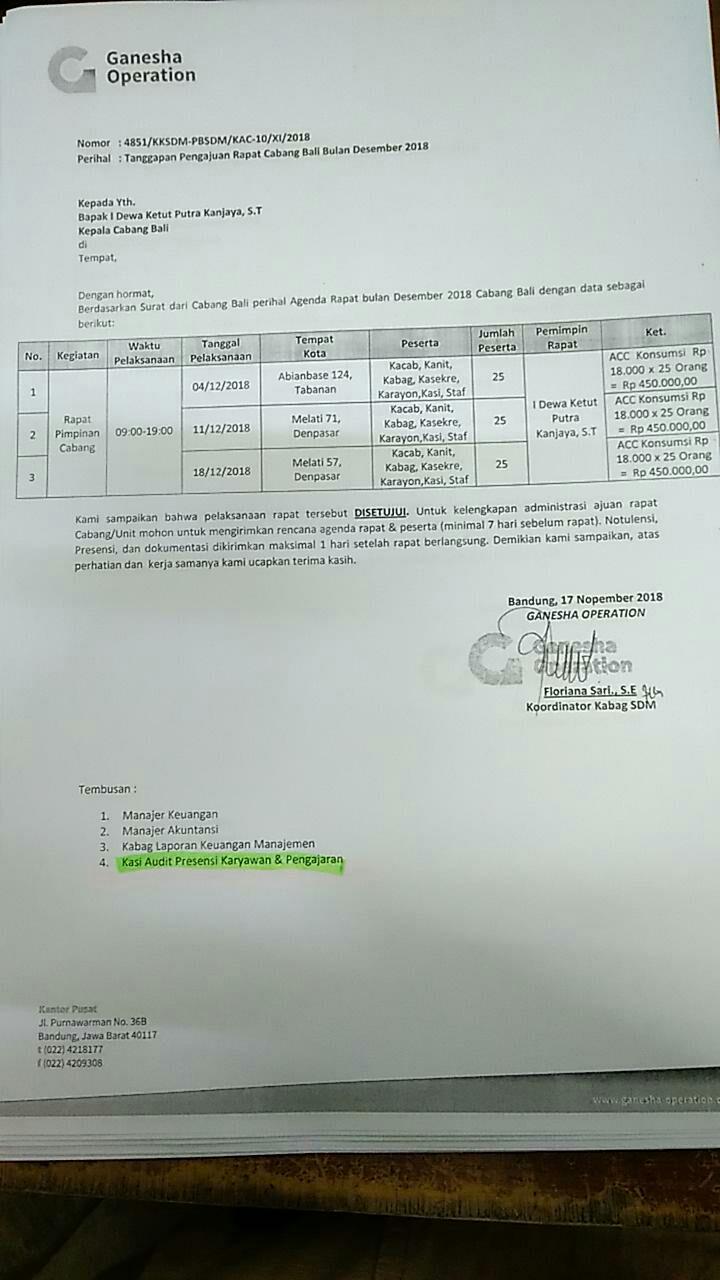 Ganesha
Operation
Nomor : 4851/KKSDM-PBSDM/KAC-10/XI/2018
Perihal : Tanggapan Pengajuan Rapat Cabang Bali Bulan Desember 2018
Kepada Yth.
Bapak I Dewa Ketut Putra Kanjaya, S.T
Kepala Cabang Bali
di
Tempat,
Dengan hormat,
Berdasarkan Surat dari Cabang Bali perihal Agenda Rapat bulan Desember 2018 Cabang Bali dengan data sebagai
berikut:
No. Kegiatan Waktu Pelaksanaan Tanggal Pelaksanaan Tempat Kota Peserta Jumlah Peserta Pemimpin Rapat Ket.
1 Rapat Pimpinan Cabang 09:00-19:00 04/12/2018 Abianbase 124, Tabanan Kacab, Kanit, Kabag, Kasekre, Karayon,Kasi, Staf 25 I Dewa Ketut Putra Kanjaya, S.T ACC Konsumsi Rp 18.000 x 25 Orang = Rp 450.000,00
2 11/12/2018 Melati 71, Denpasar Kacab, Kanit, Kabag, Kasekre, Karayon,Kasi, Staf 25 ACC Konsumsi Rp 18.000 x 25 Orang = Rp 450.000,00
3 18/12/2018 Melati 57, Denpasar Kacab, Kanit, Kabag, Kasekre, Karayon,Kasi, Staf 25 ACC Konsumsi Rp 18.000 x 25 Orang = Rp 450.000,00
Kami sampaikan bahwa pelaksanaan rapat tersebut DISETUJUI. Untuk kelengkapan administrasi ajuan rapat
Cabang/Unit mohon untuk mengirimkan rencana agenda rapat & peserta (minimal 7 hari sebelum rapat). Notulensi,
Presensi, dan dokumentasi dikirimkan maksimal 1 hari setelah rapat berlangsung. Demikian kami sampaikan, atas
perhatian dan kerja samanya kami ucapkan terima kasih.
Bandung, 17 Nopember 2018
GANESHA OPERATION
Ganesha
Operation
Floriana Sari., S.E
Koordinator Kabag SDM
Tembusan :
1. Manajer Keuangan
2. Manajer Akuntansi
3. Kabag Laporan Keuangan Manajemen
4. Kasi Audit Presensi Karyawan & Pengajaran
Kantor Pusat
Jl. Purnawarman No. 36B
Bandung, Jawa Barat 40117
t (022) 4218177
f (022) 4209308
www.ganesha-operation.c